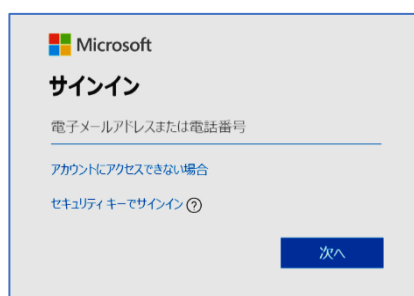 Microsoft
サインイン
電子メールアドレスまたは電話番号
アカウントにアクセスできない場合
セキュリティ キーでサインイン ?
次へ